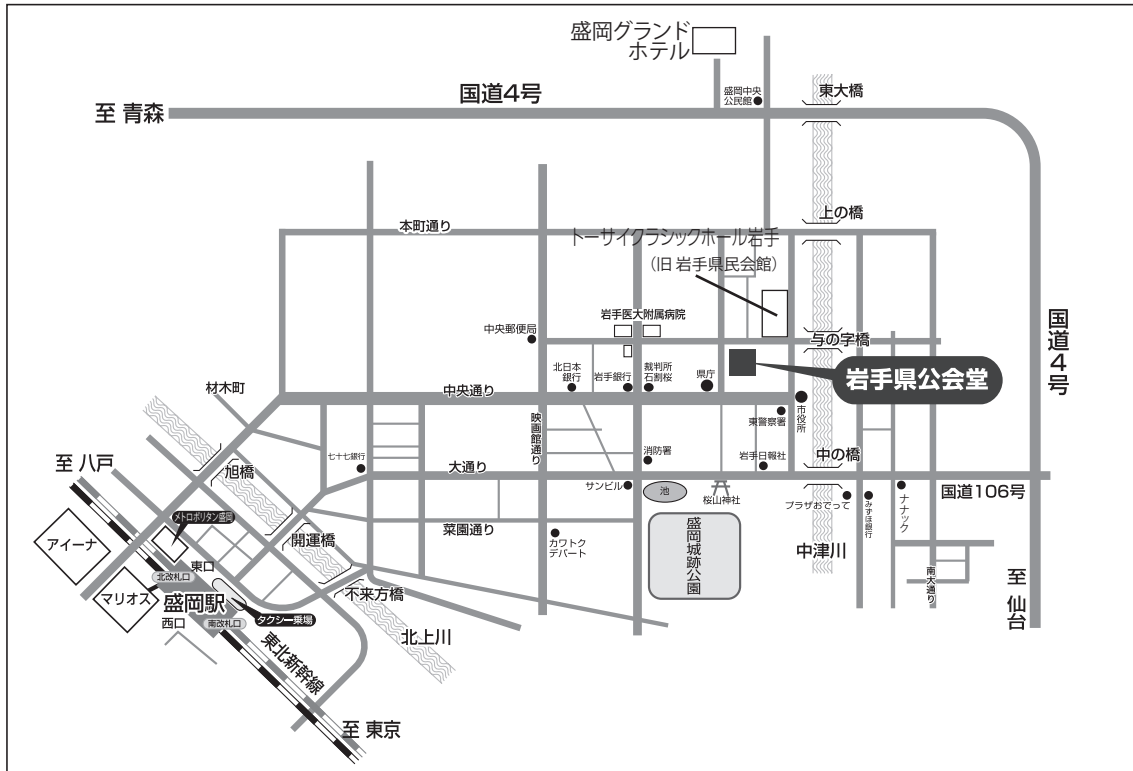 盛岡グランド
ホテル
国道4号
至 青森
盛岡中央
公民館
東大橋
上の橋
本町通り
トーサイクラシックホール岩手
(旧 岩手県民会館)
岩手医大附属病院
中央郵便局
与の字橋
国道4号
北日本
銀行
岩手銀行
裁判所
石割桜
県庁
岩手県公会堂
材木町
中央通り
映画館通り
東警察署
市役所
至 八戸
旭橋
七十七銀行
大通り
消防署
岩手日報社
中の橋
サンビル
池
桜山神社
国道106号
プラザおでって
みずほ銀行
ナナック
メトロポリタン盛岡
アイーナ
東口
開運橋
菜園通り
カワトク
デパート
盛岡城跡公園
中津川
南大通り
至 仙台
北改札口
マリオス
盛岡駅
西口
南改札口
タクシー乗場
不来方橋
北上川
東北新幹線
至 東京